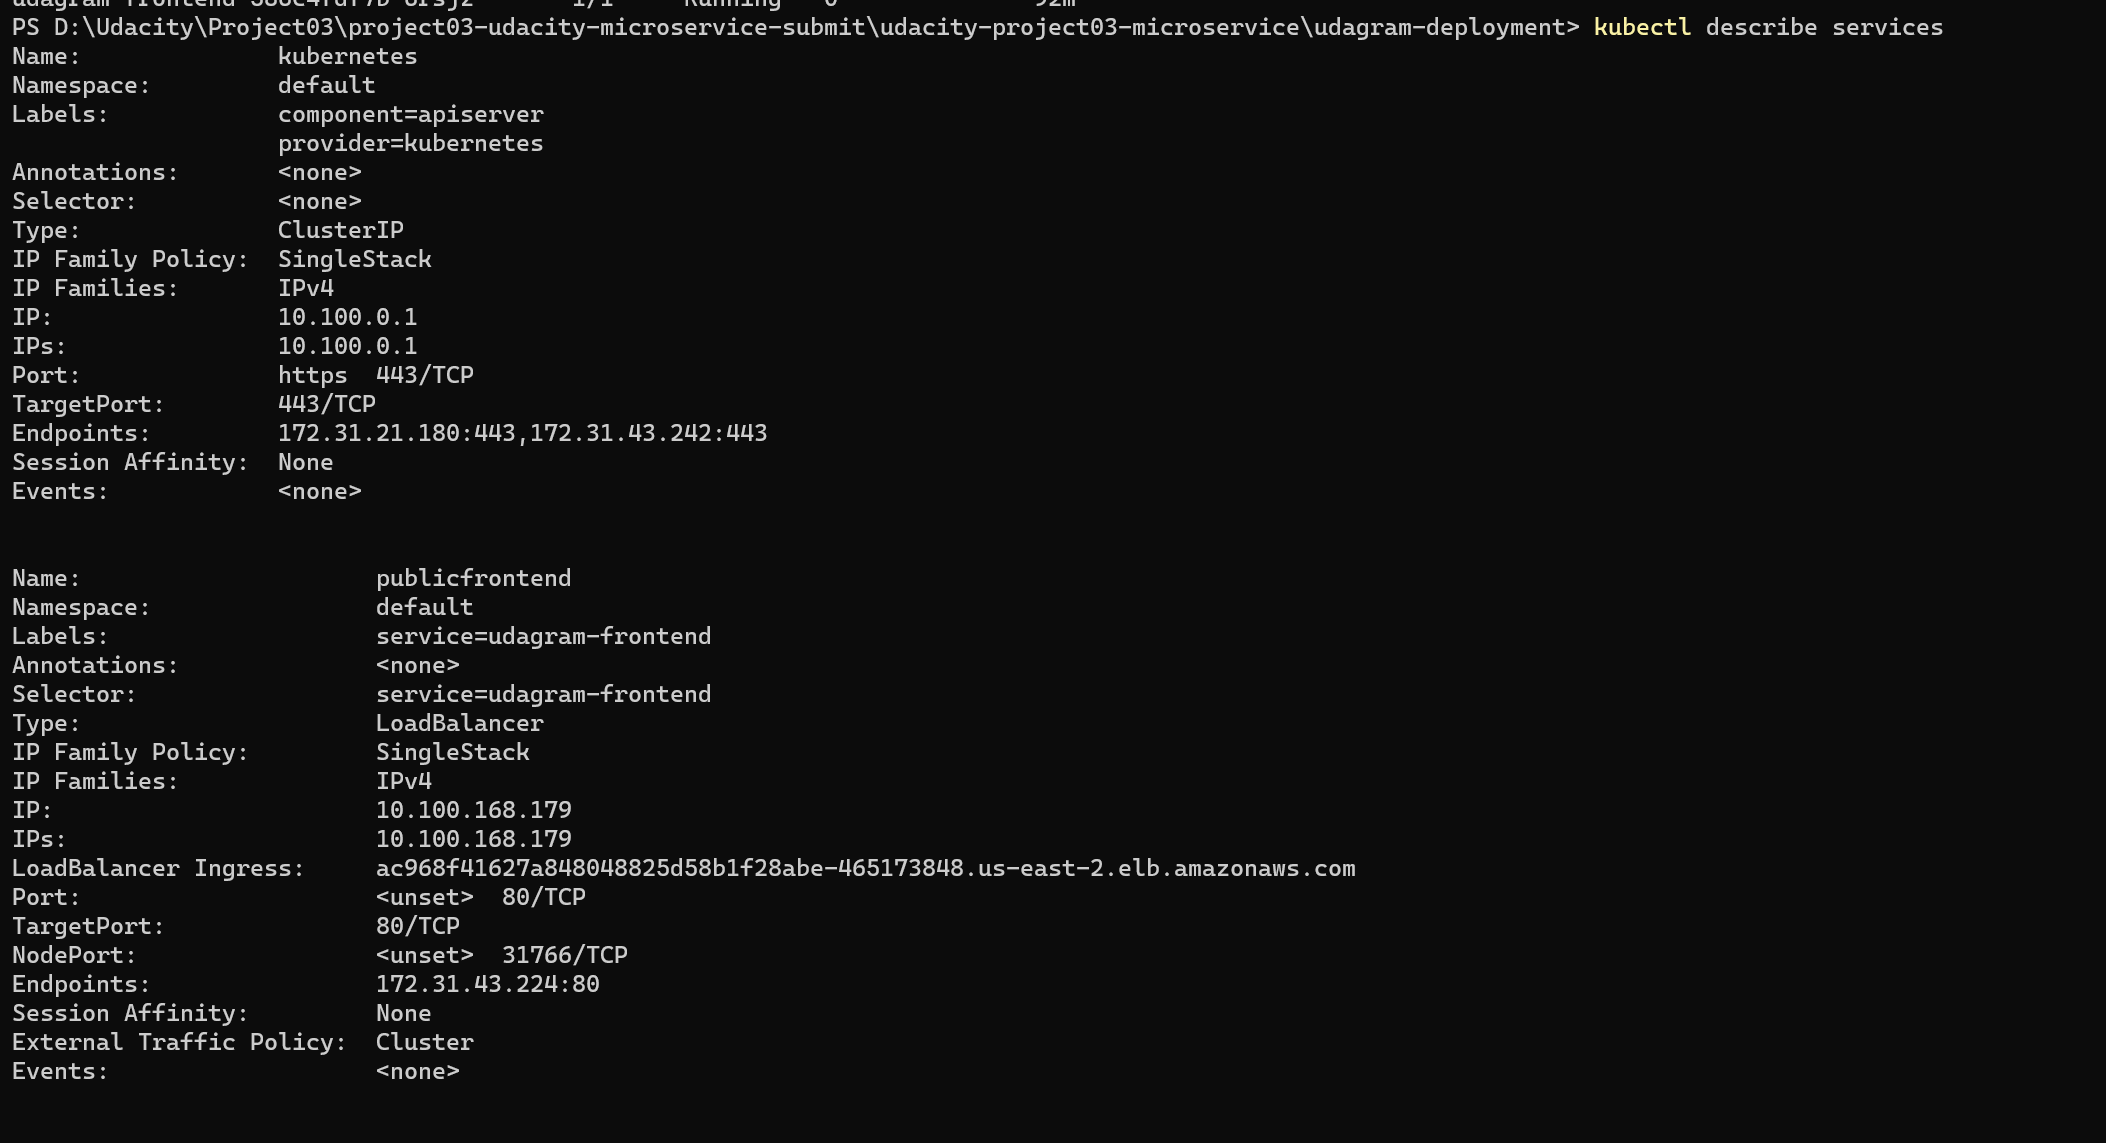 1/1 Running 0 92m
PS D:\Udacity\Project03\project03-udacity-microservice-submit\udacity-project03-microservice\udagram-deployment> kubectl describe services
Name: kubernetes
Namespace: default
Labels: component=apiserver
provider=kubernetes
Annotations: <none>
Selector: <none>
Type: ClusterIP
IP Family Policy: SingleStack
IP Families: IPv4
IP: 10.100.0.1
IPs: 10.100.0.1
Port: https 443/TCP
TargetPort: 443/TCP
Endpoints: 172.31.21.180:443,172.31.43.242:443
Session Affinity: None
Events: <none>
Name: publicfrontend
Namespace: default
Labels: service=udagram-frontend
Annotations: <none>
Selector: service=udagram-frontend
Type: LoadBalancer
IP Family Policy: SingleStack
IP Families: IPv4
IP: 10.100.168.179
IPs: 10.100.168.179
LoadBalancer Ingress: ac968f41627a848048825d58b1f28abe-465173848.us-east-2.elb.amazonaws.com
Port: <unset> 80/TCP
TargetPort: 80/TCP
NodePort: <unset> 31766/TCP
Endpoints: 172.31.43.224:80
Session Affinity: None
External Traffic Policy: Cluster
Events: <none>